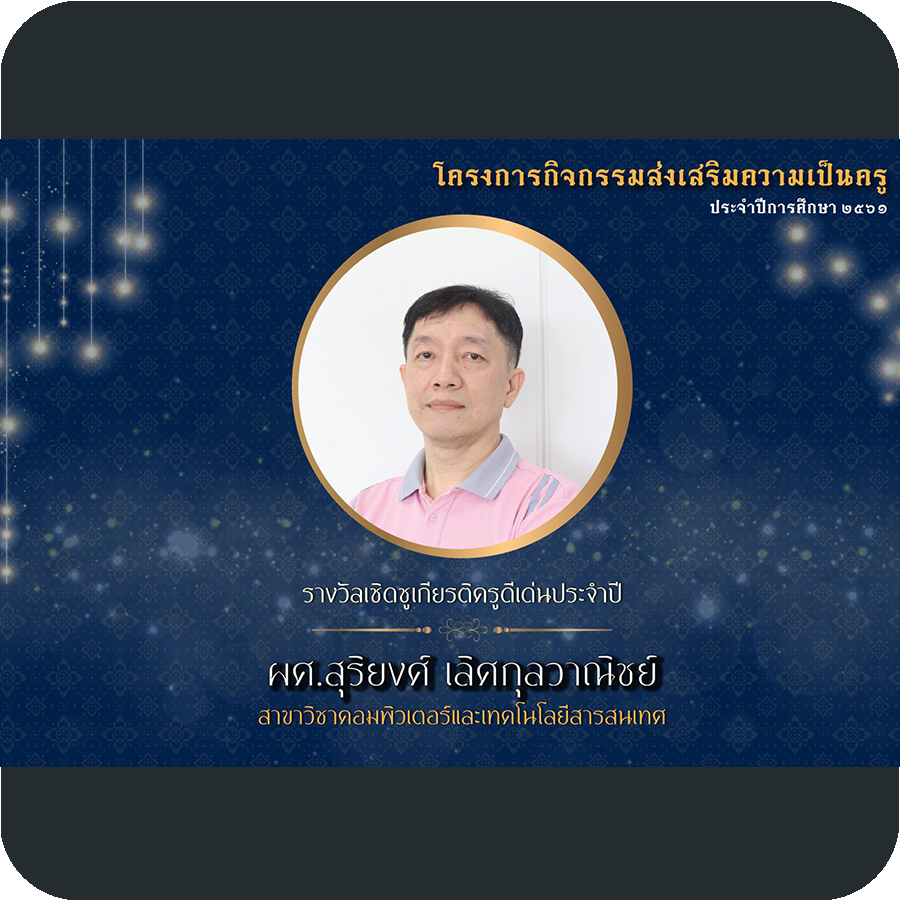 โครงการกิจกรรมส่งเสริมความเป็นครู
ประจำปีการศึกษา ๒๕๖๑
รางวัลเชิดชูเกียรติครูดีเด่นประจำปี
ผศ.สุริยงศ์ เลิศกุลวาณิชย์
สาขาวิชาคอมพิวเตอร์และเทคโนโลยีสารสนเทศ